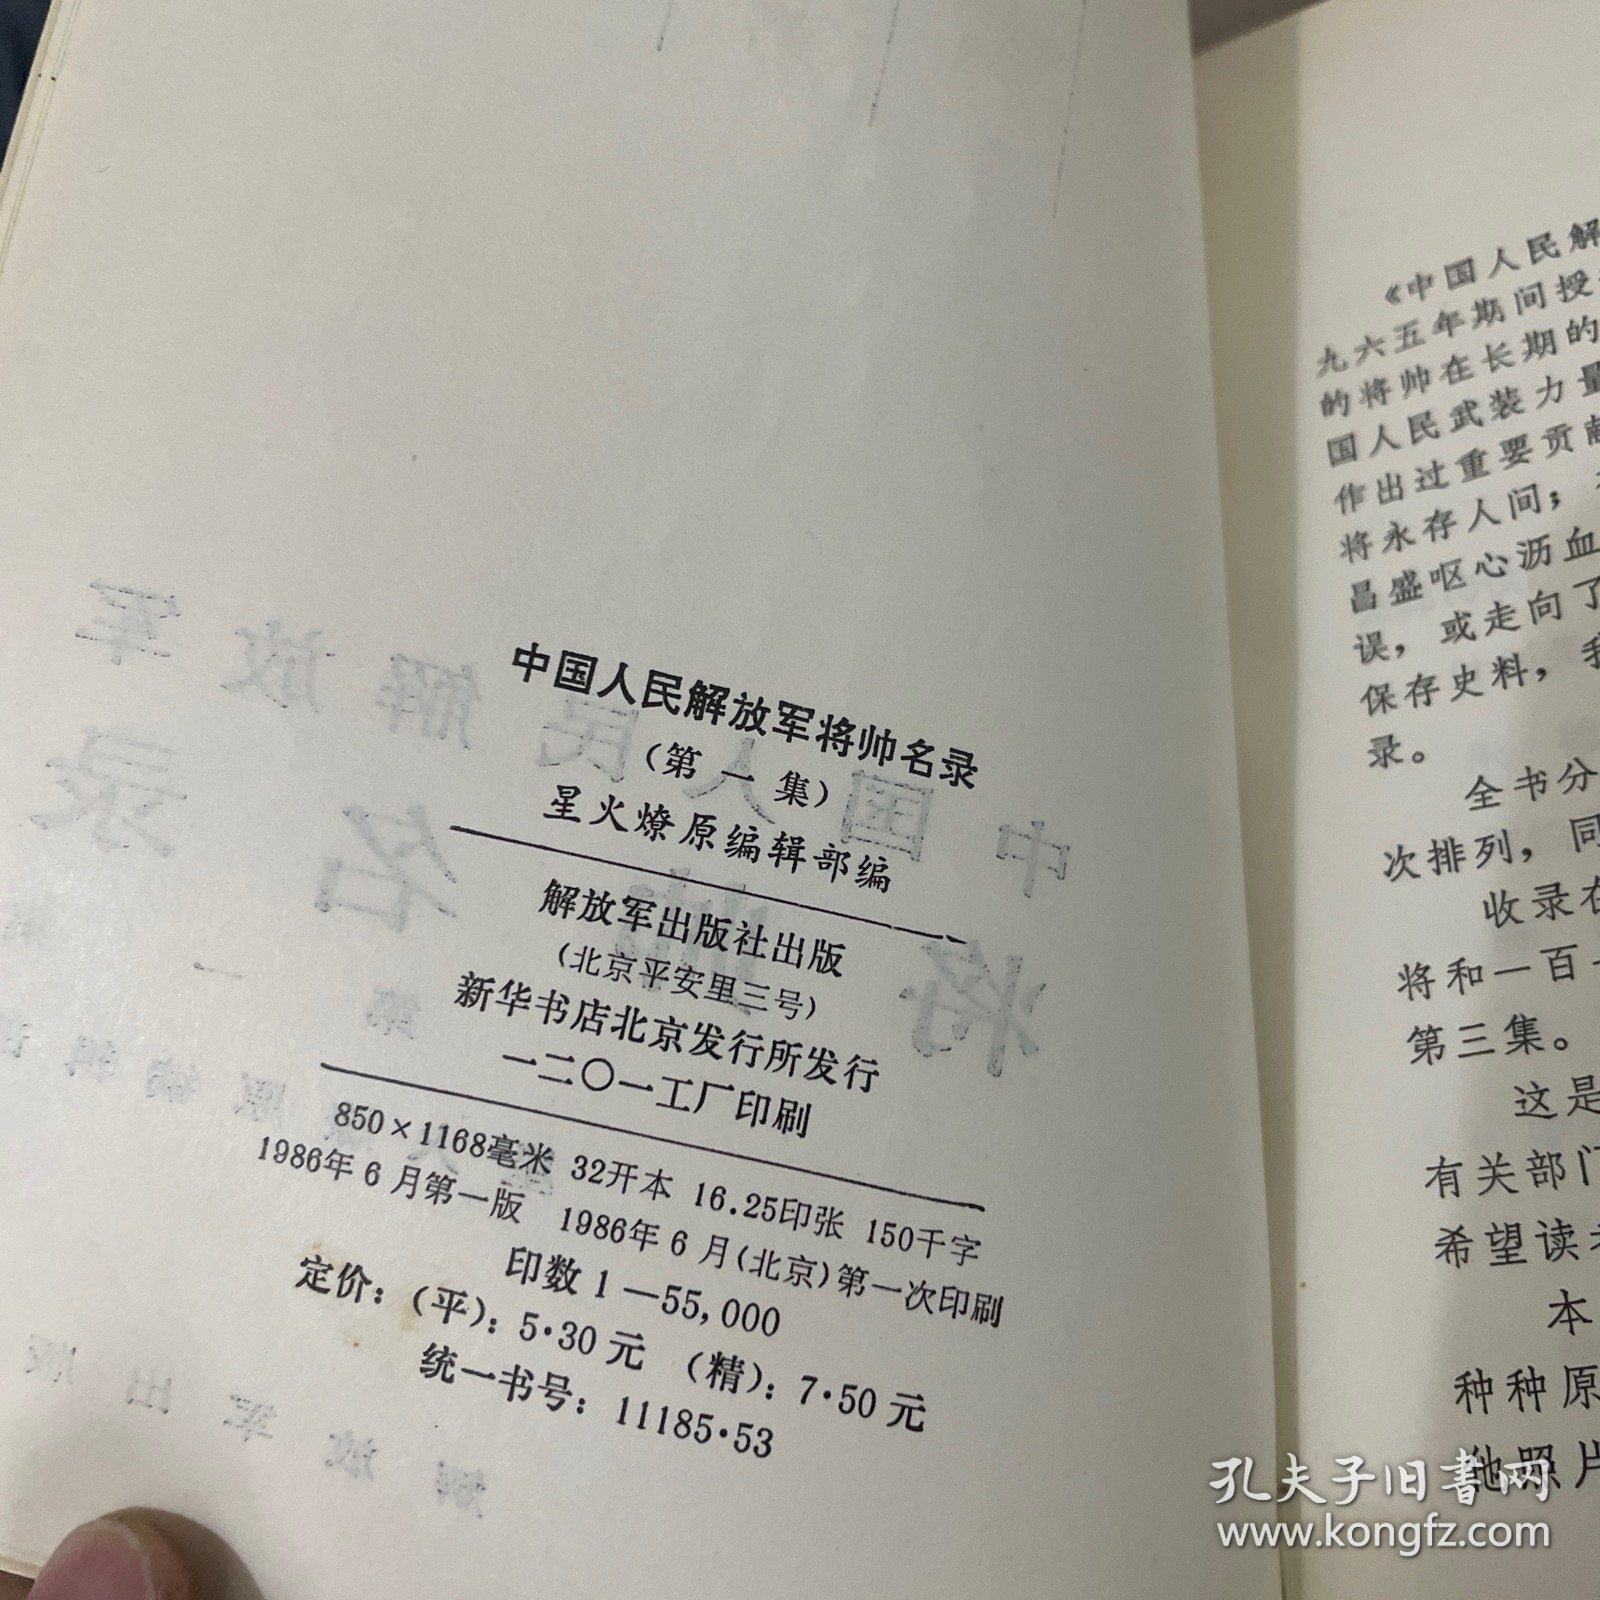 中国人民解放军将帅名录
（第一集）
星火燎原编辑部编
解放军出版社出版
（北京平安里三号）
新华书店北京发行所发行
一二〇一工厂印刷
850×1168毫米 32开本 16.25印张 150千字
1986年6月第一版 1986年6月(北京)第一次印刷
印数1—55,000
定价：(平)：5·30元 (精)：7·50元
统一书号：11185·53
《中国人民解
九六五年期间授
的将帅在长期的
国人民武装力量
作出过重要贡献
将永存人间；
昌盛呕心沥血
误，或走向了
保存史料，我
录。
全书分
次排列，同
收录在
将和一百一
第三集。
这是
有关部门
希望读者
本
种种原
他照片
孔夫子旧书网
www.kongfz.com